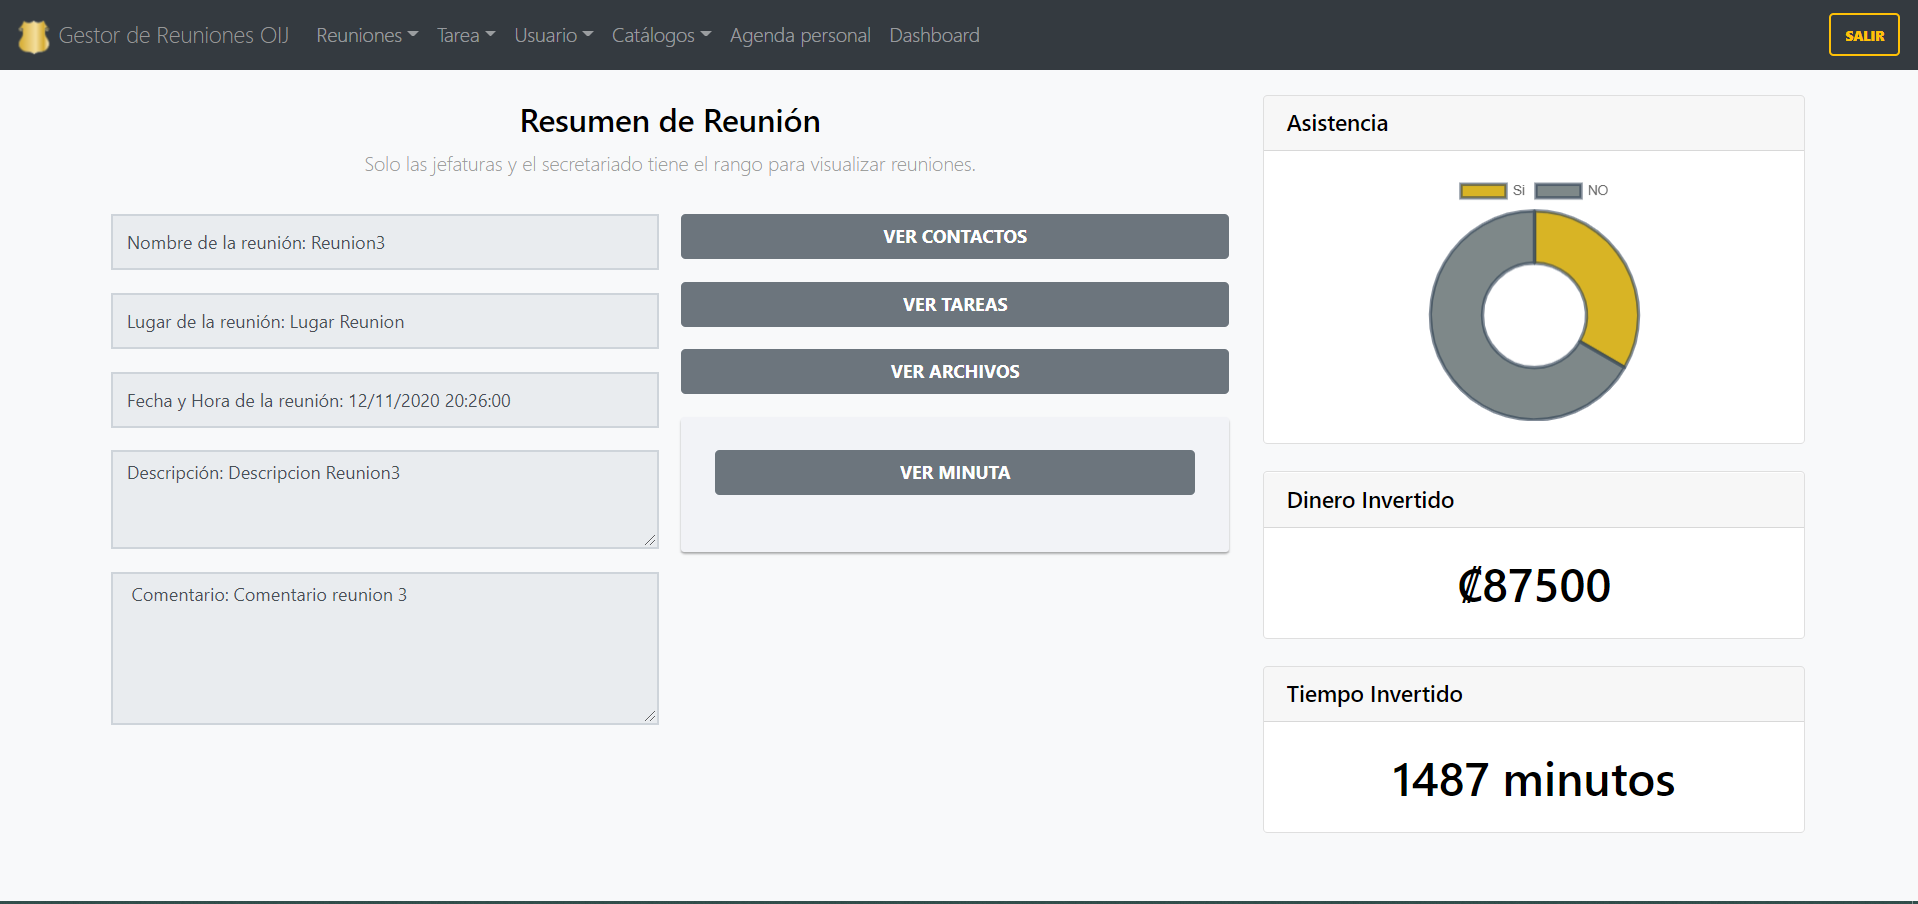 Gestor de Reuniones OIJ Reuniones Tarea Usuario Catálogos Agenda personal Dashboard SALIR
Resumen de Reunión
Solo las jefaturas y el secretariado tiene el rango para visualizar reuniones.
Nombre de la reunión: Reunion3
Lugar de la reunión: Lugar Reunion
Fecha y Hora de la reunión: 12/11/2020 20:26:00
Descripción: Descripcion Reunion3
Comentario: Comentario reunion 3
VER CONTACTOS
VER TAREAS
VER ARCHIVOS
VER MINUTA
Asistencia
Si NO
Dinero Invertido
₡87500
Tiempo Invertido
1487 minutos